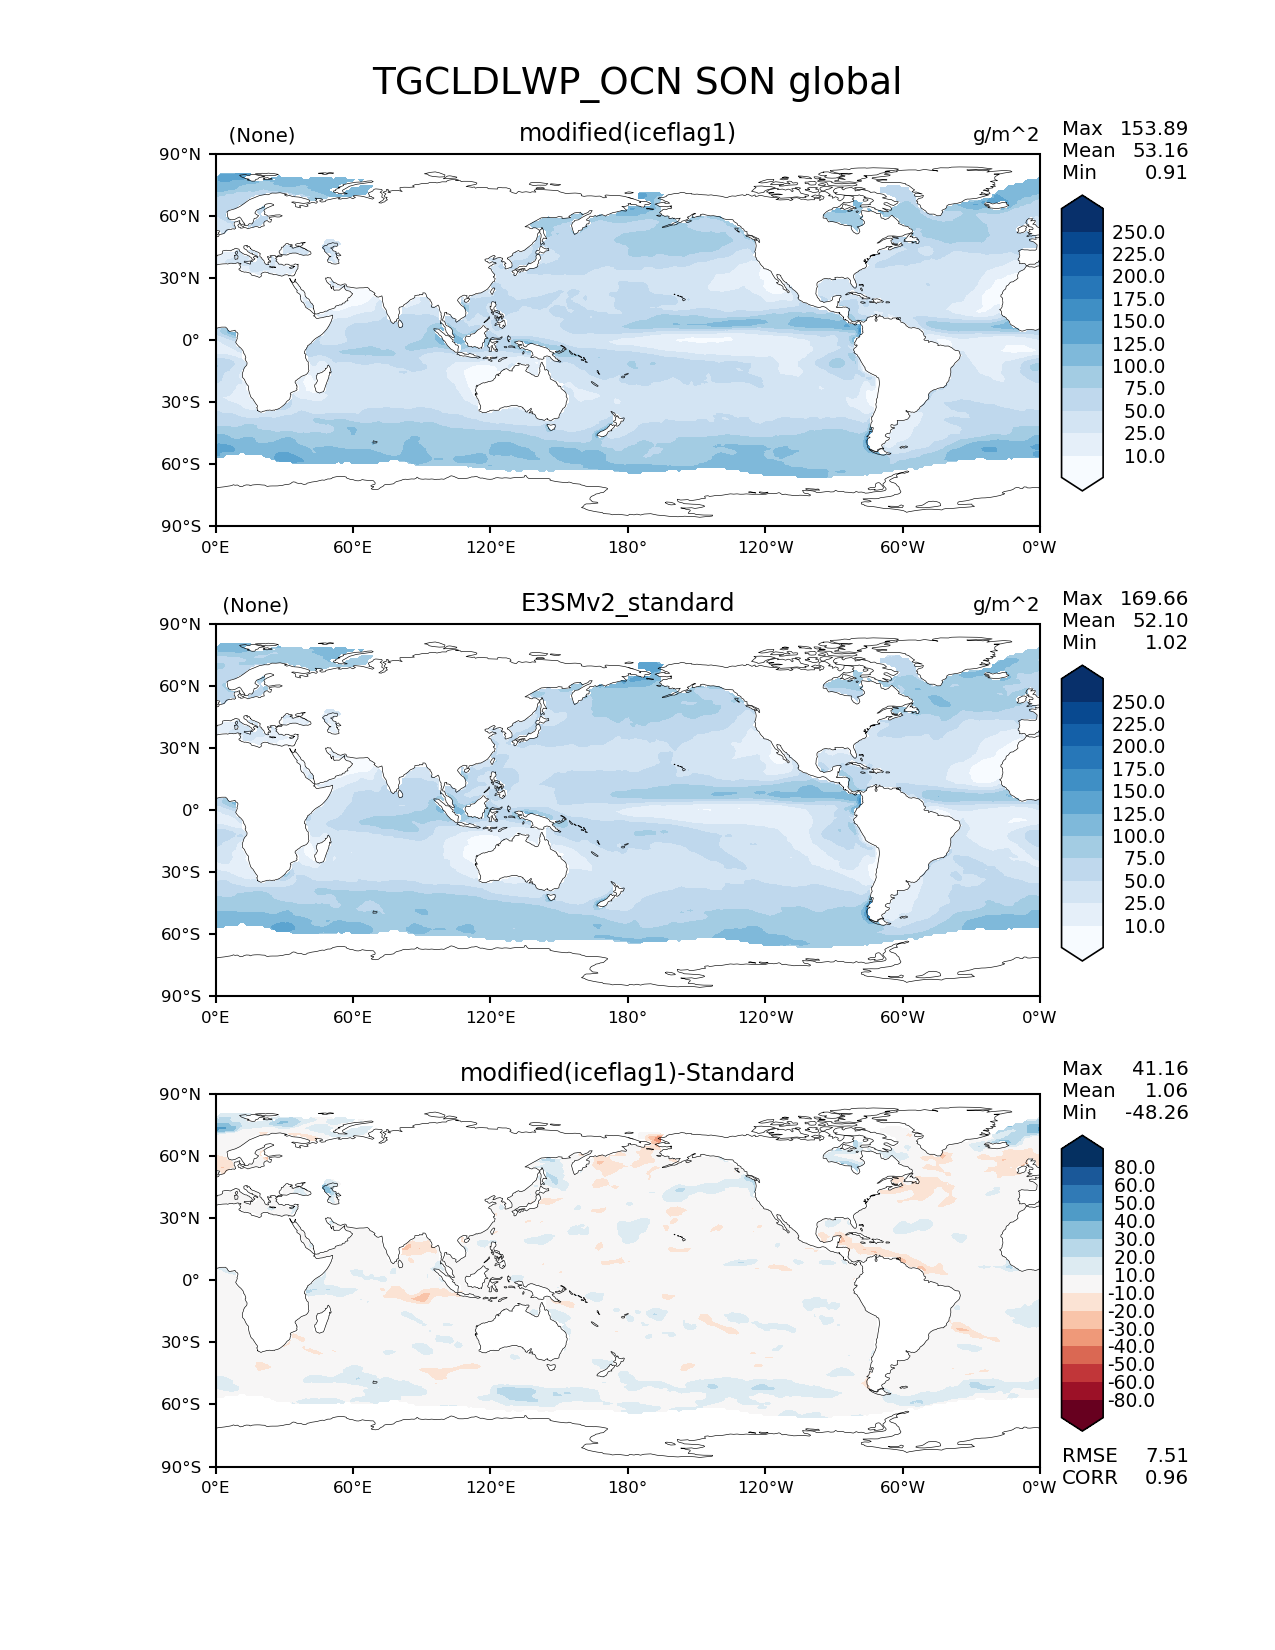 TGCLDLWP_OCN SON global
(None) modified(iceflag1) g/m^2
Max 153.89
Mean 53.16
Min 0.91
90°N
60°N
30°N
0°
30°S
60°S
90°S
0°E 60°E 120°E 180° 120°W 60°W 0°W
250.0
225.0
200.0
175.0
150.0
125.0
100.0
75.0
50.0
25.0
10.0
(None) E3SMv2_standard g/m^2
Max 169.66
Mean 52.10
Min 1.02
90°N
60°N
30°N
0°
30°S
60°S
90°S
0°E 60°E 120°E 180° 120°W 60°W 0°W
250.0
225.0
200.0
175.0
150.0
125.0
100.0
75.0
50.0
25.0
10.0
modified(iceflag1)-Standard
Max 41.16
Mean 1.06
Min -48.26
90°N
60°N
30°N
0°
30°S
60°S
90°S
0°E 60°E 120°E 180° 120°W 60°W 0°W
80.0
60.0
50.0
40.0
30.0
20.0
10.0
-10.0
-20.0
-30.0
-40.0
-50.0
-60.0
-80.0
RMSE 7.51
CORR 0.96